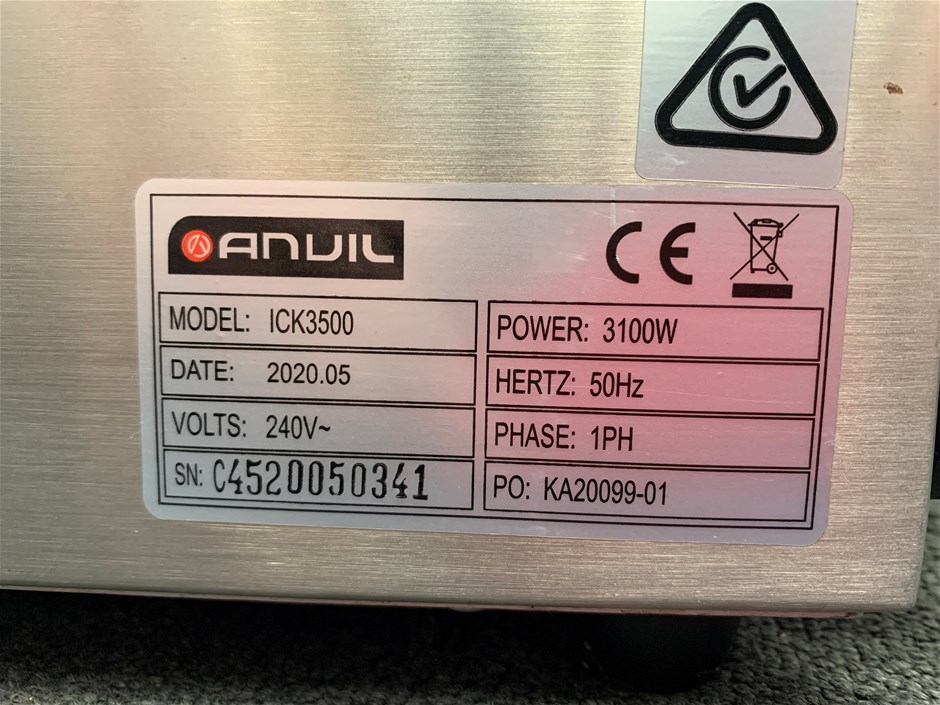 ANVIL
CE
MODEL: ICK3500
POWER: 3100W
DATE: 2020.05
HERTZ: 50Hz
VOLTS: 240V~
PHASE: 1PH
SN: C4520050341
PO: KA20099-01